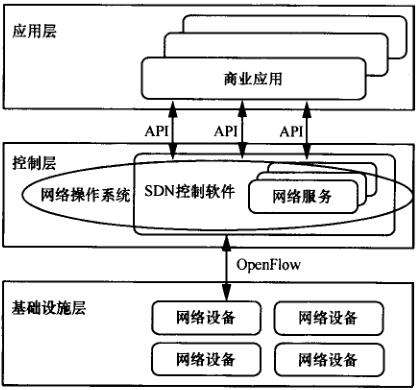 应用层
商业应用
API API API
控制层
网络操作系统 SDN控制软件
网络服务
OpenFlow
基础设施层
网络设备 网络设备
网络设备 网络设备